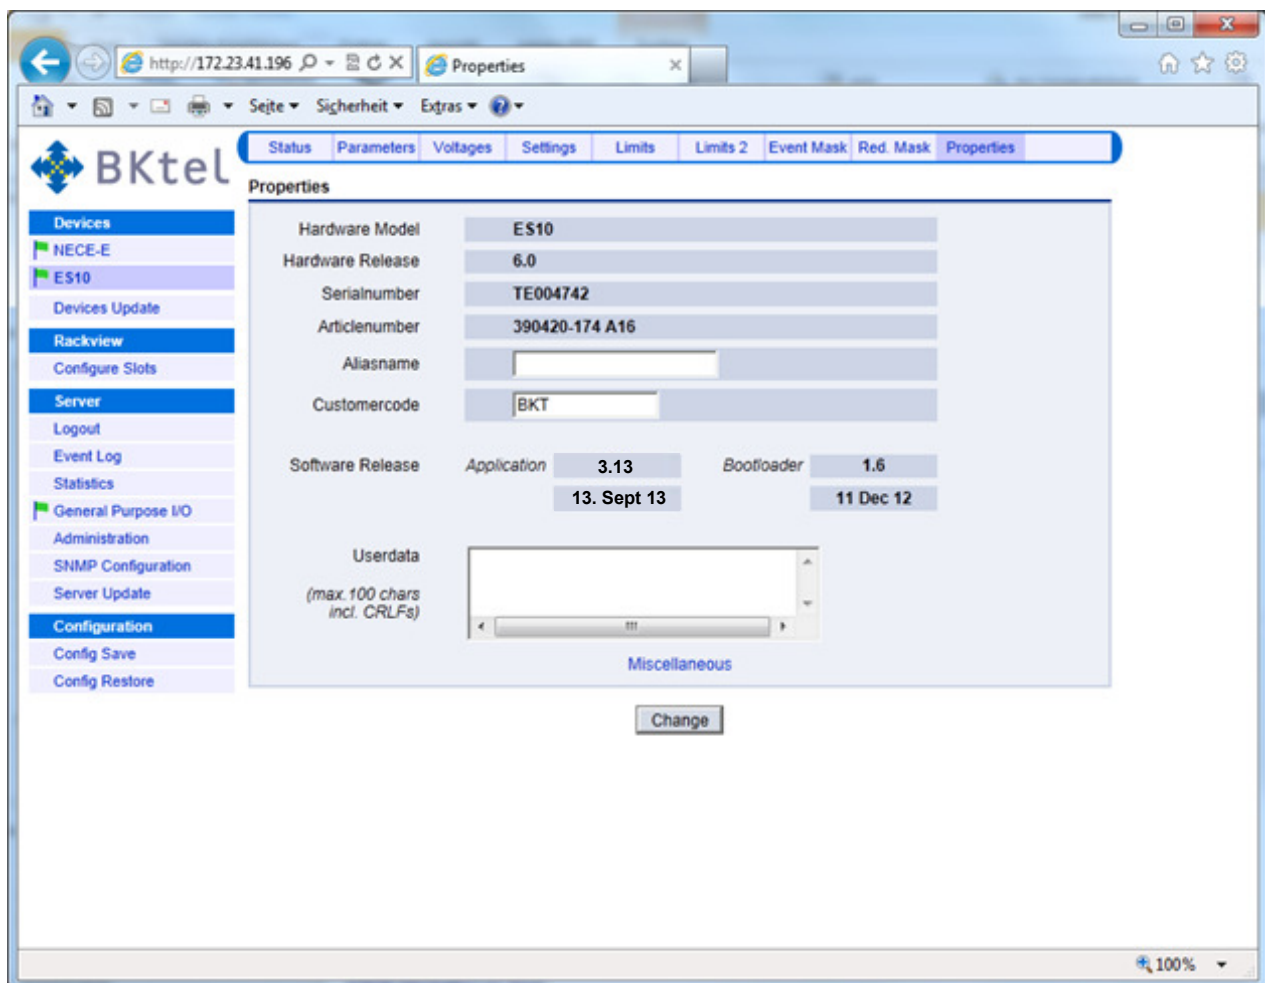 http://172.23.41.196
Properties
Seite Sicherheit Extras
BKtel
Status Parameters Voltages Settings Limits Limits 2 Event Mask Red. Mask Properties
Properties
Devices
NECE-E
ES10
Devices Update
Rackview
Configure Slots
Server
Logout
Event Log
Statistics
General Purpose I/O
Administration
SNMP Configuration
Server Update
Configuration
Config Save
Config Restore
Hardware Model ES10
Hardware Release 6.0
Serialnumber TE004742
Articlenumber 390420-174 A16
Aliasname
Customercode BKT
Software Release Application 3.13 Bootloader 1.6
13. Sept 13 11 Dec 12
Userdata
(max.100 chars
incl. CRLFs)
Miscellaneous
Change
100%